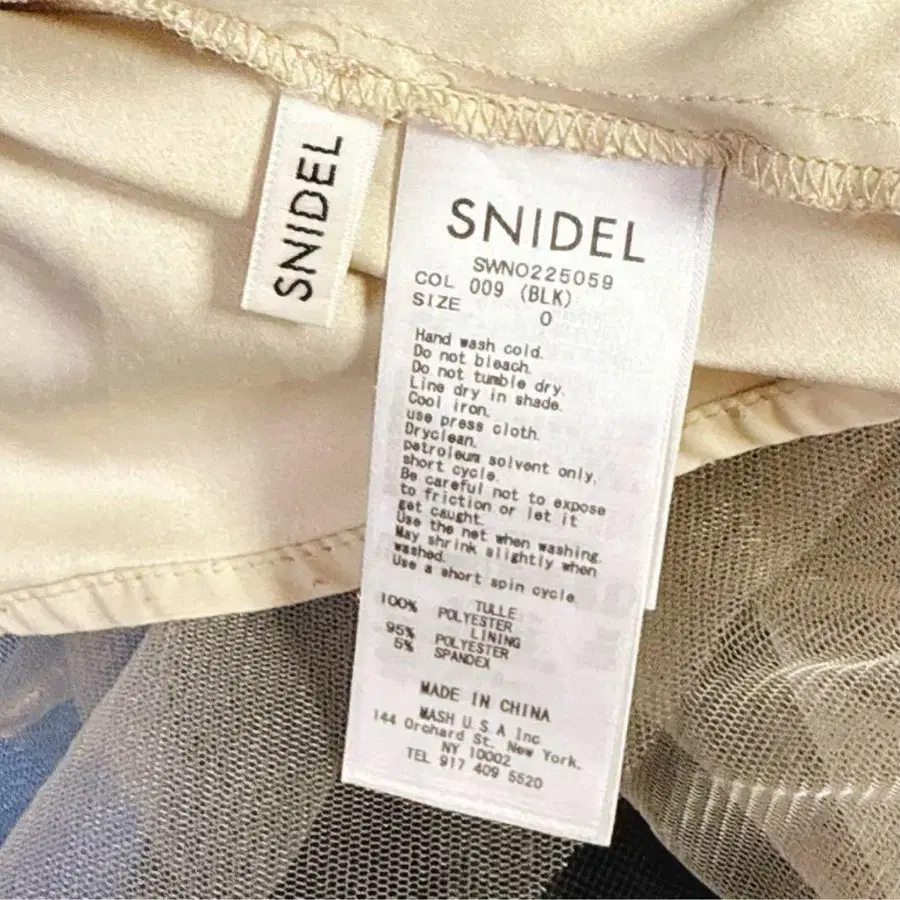 SNIDEL
SNIDEL
SWNO225059
COL 009 (BLK)
SIZE 0
Hand wash cold.
Do not bleach.
Do not tumble dry.
Line dry in shade.
Cool iron.
use press cloth.
Dryclean.
petroleum solvent only.
short cycle.
Be careful not to expose
to friction or let it
get caught.
Use the net when washing.
May shrink slightly when
washed.
Use a short spin cycle.
TULLE
100% POLYESTER
LINING
95% POLYESTER
5% SPANDEX
MADE IN CHINA
MASH U.S.A Inc
144 Orchard St. New York.
NY 10002
TEL 917 409 5520